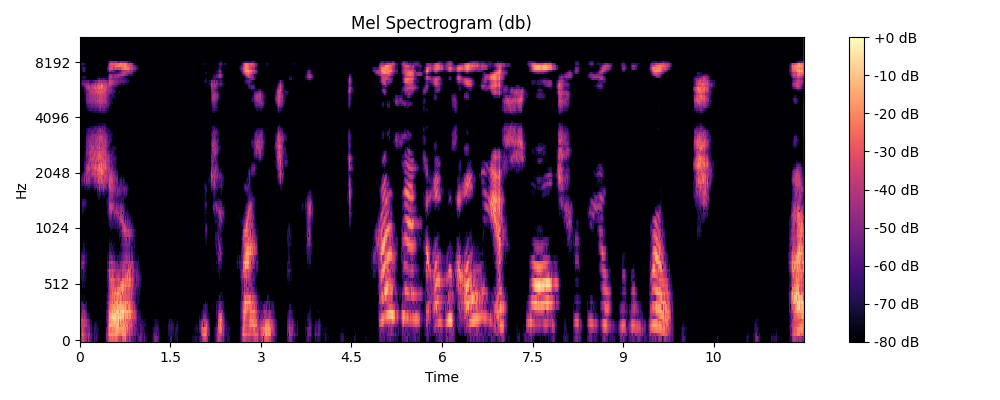 Mel Spectrogram (db)
+0 dB
8192
-10 dB
4096
-20 dB
-30 dB
Hz
2048
-40 dB
1024
-50 dB
-60 dB
512
-70 dB
0
-80 dB
0 1.5 3 4.5 6 7.5 9 10
Time